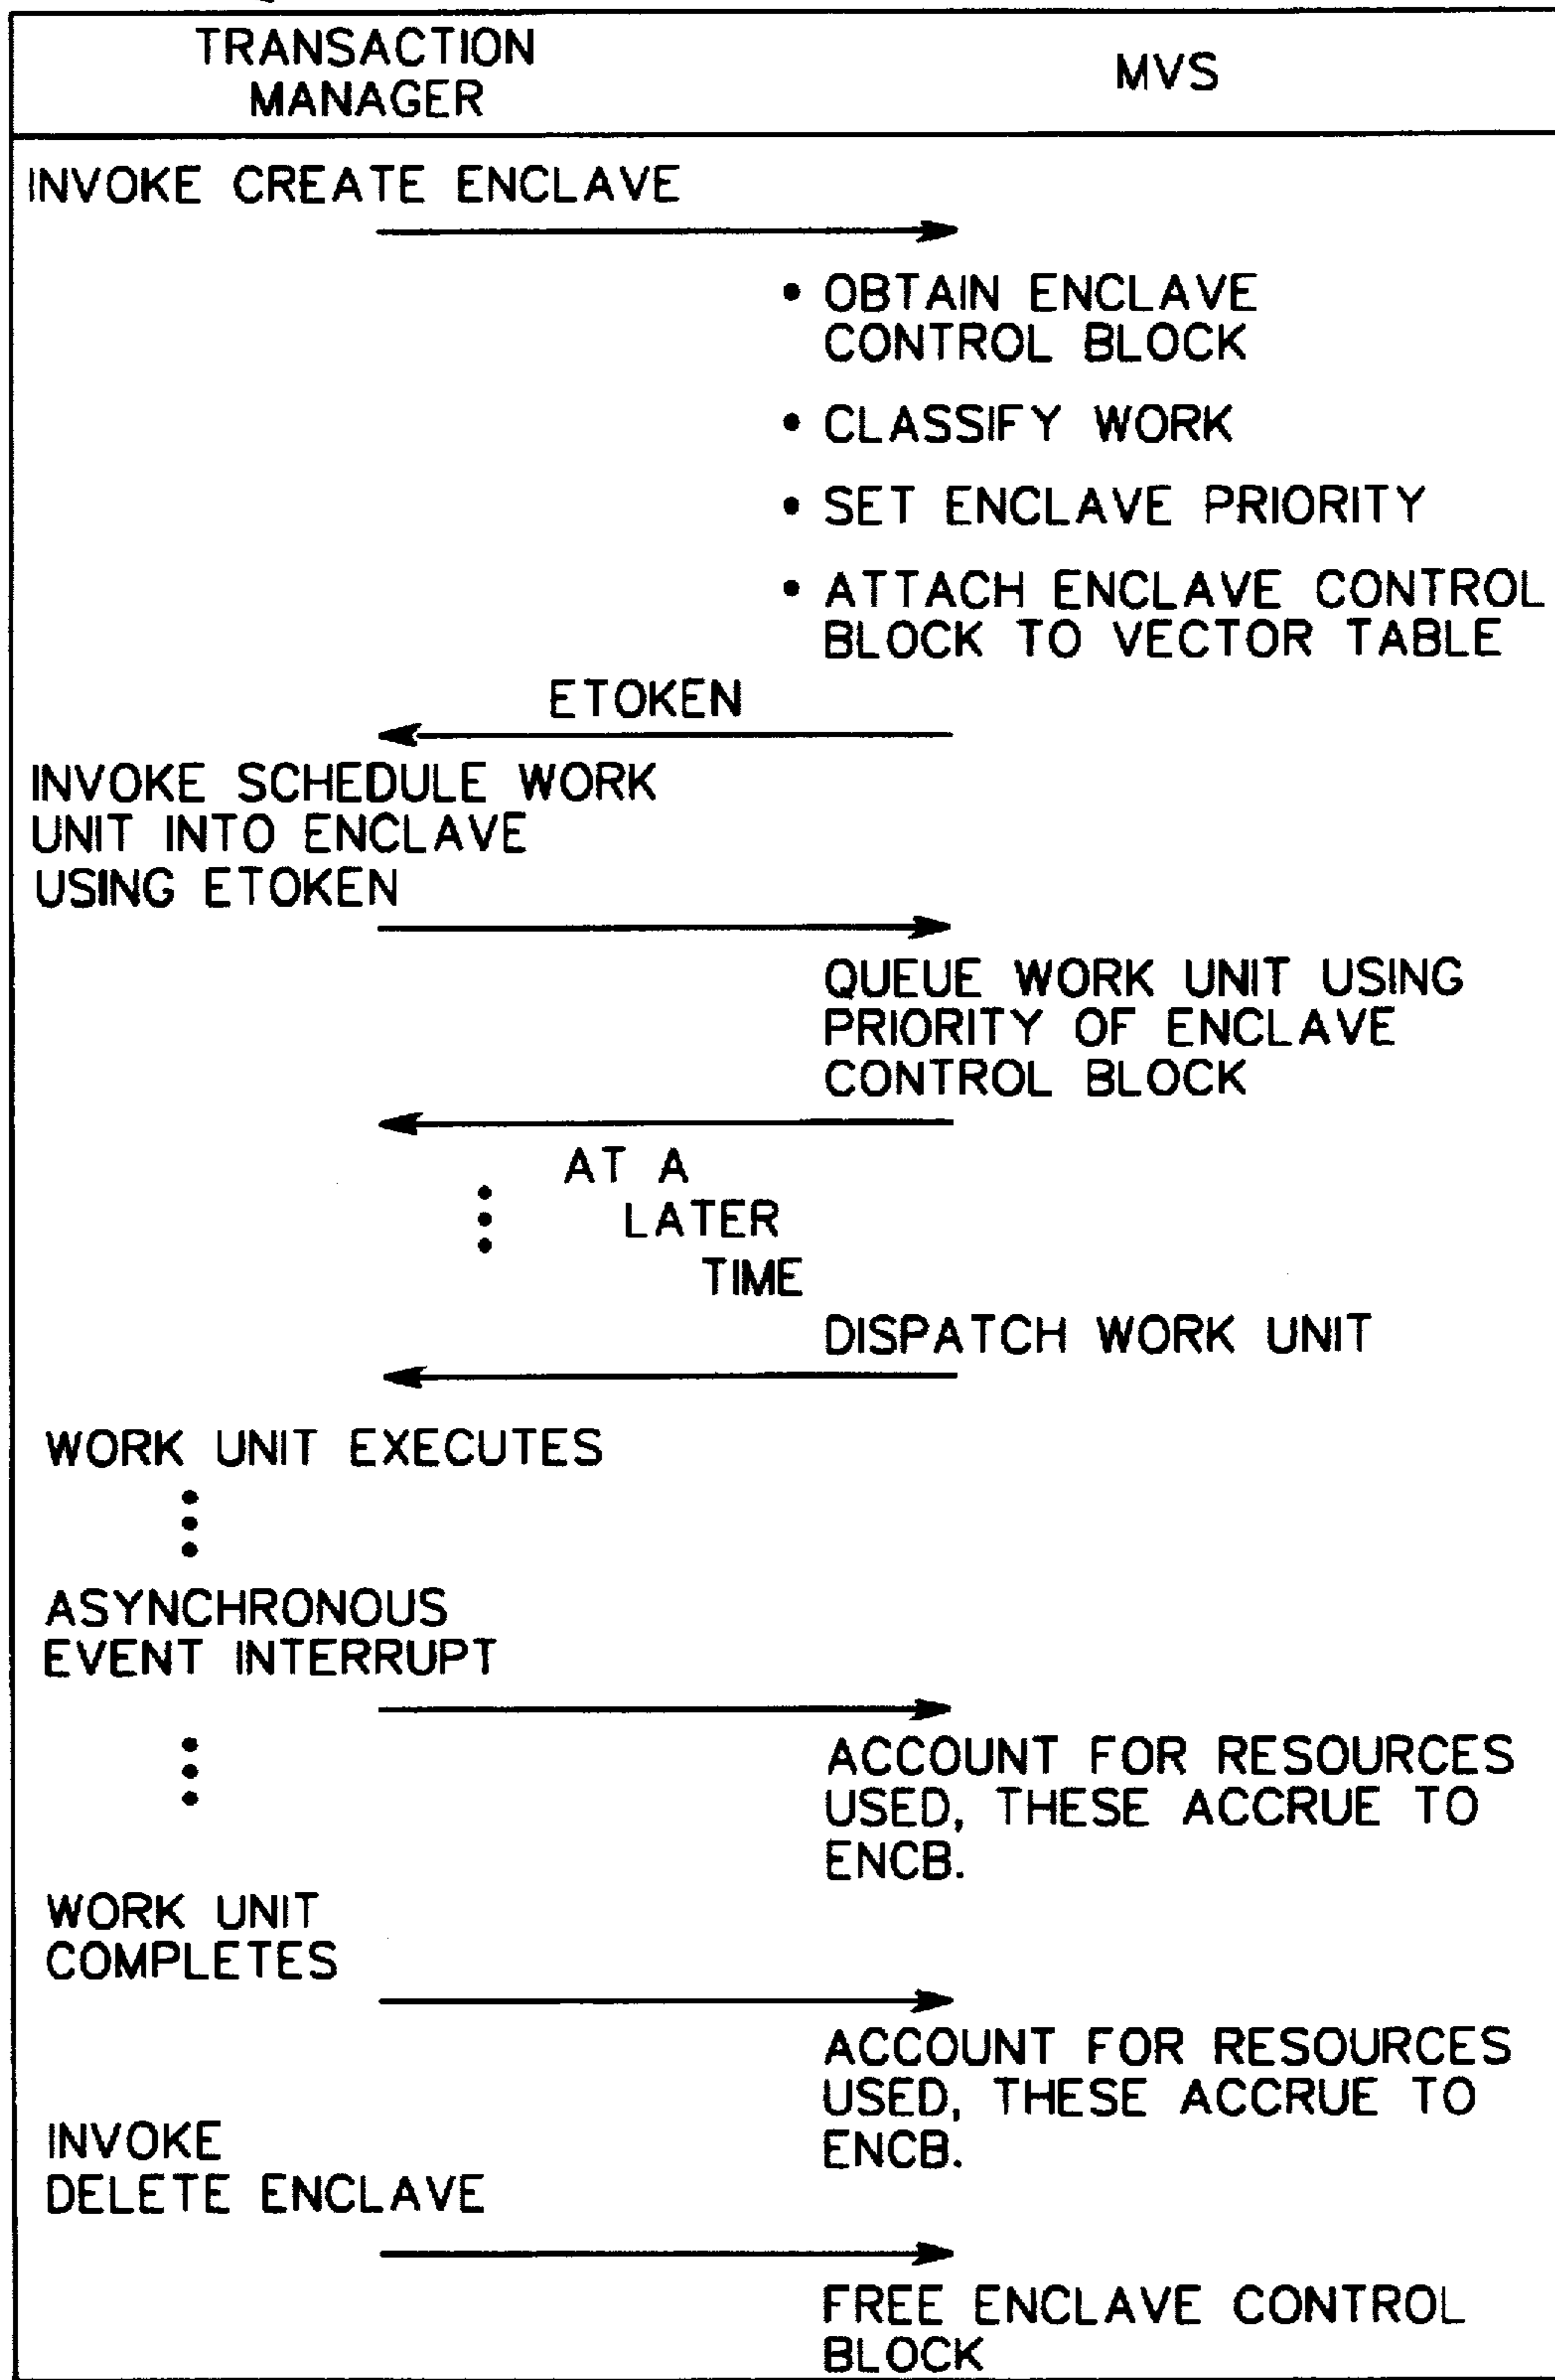 TRANSACTION
MANAGER
MVS
INVOKE CREATE ENCLAVE
• OBTAIN ENCLAVE
CONTROL BLOCK
• CLASSIFY WORK
• SET ENCLAVE PRIORITY
• ATTACH ENCLAVE CONTROL
BLOCK TO VECTOR TABLE
ETOKEN
INVOKE SCHEDULE WORK
UNIT INTO ENCLAVE
USING ETOKEN
QUEUE WORK UNIT USING
PRIORITY OF ENCLAVE
CONTROL BLOCK
AT A
LATER
TIME
DISPATCH WORK UNIT
WORK UNIT EXECUTES
ASYNCHRONOUS
EVENT INTERRUPT
ACCOUNT FOR RESOURCES
USED, THESE ACCRUE TO
ENCB.
WORK UNIT
COMPLETES
ACCOUNT FOR RESOURCES
USED, THESE ACCRUE TO
ENCB.
INVOKE
DELETE ENCLAVE
FREE ENCLAVE CONTROL
BLOCK